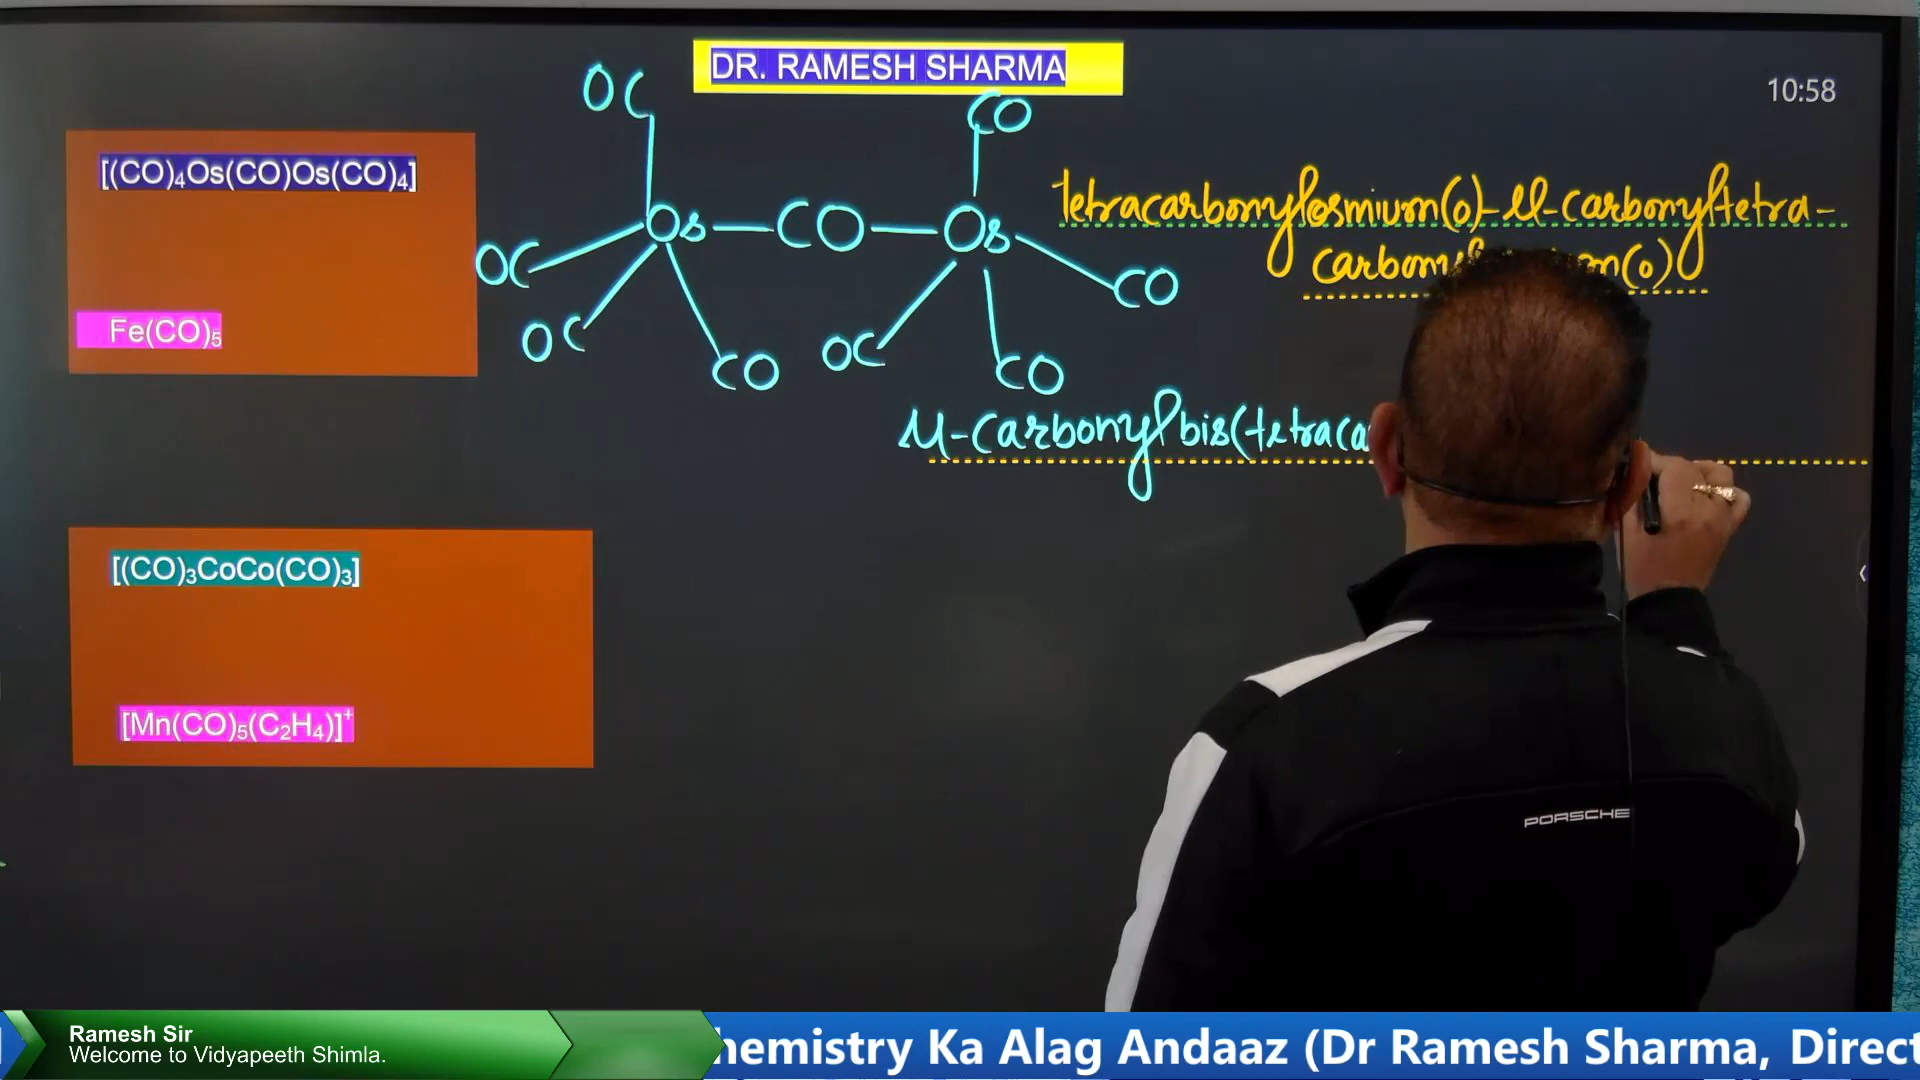 DR. RAMESH SHARMA
10:58
[(CO)₄Os(CO)Os(CO)₄]
Fe(CO)₅
OC
CO
OC
Os
CO
Os
CO
OC
CO
OC
CO
Tetracarbonylosmium(0)-μ-carbonyltetra-
carbonyl m(0)
μ-carbonylbis(tetraca
[(CO)₃CoCo(CO)₃]
[Mn(CO)₅(C₂H₄)]⁺
PORSCHE
Ramesh Sir
Welcome to Vidyapeeth Shimla.
hemistry Ka Alag Andaaz (Dr Ramesh Sharma, Direct